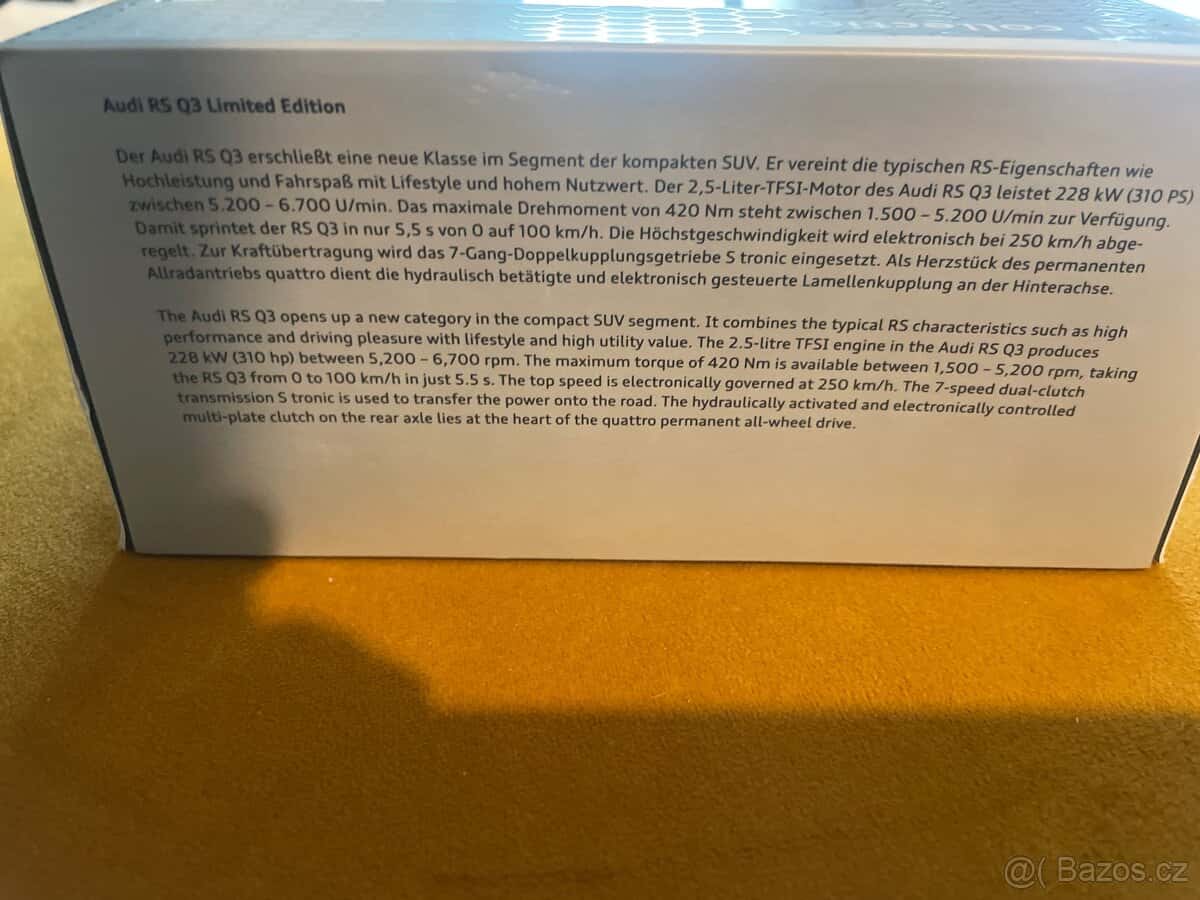 Audi RS Q3 Limited Edition
Der Audi RS Q3 erschließt eine neue Klasse im Segment der kompakten SUV. Er vereint die typischen RS-Eigenschaften wie
Hochleistung und Fahrspaß mit Lifestyle und hohem Nutzwert. Der 2,5-Liter-TFSI-Motor des Audi RS Q3 leistet 228 kW (310 PS)
zwischen 5.200 – 6.700 U/min. Das maximale Drehmoment von 420 Nm steht zwischen 1.500 – 5.200 U/min zur Verfügung.
Damit sprintet der RS Q3 in nur 5,5 s von 0 auf 100 km/h. Die Höchstgeschwindigkeit wird elektronisch bei 250 km/h abge-
regelt. Zur Kraftübertragung wird das 7-Gang-Doppelkupplungsgetriebe S tronic eingesetzt. Als Herzstück des permanenten
Allradantriebs quattro dient die hydraulisch betätigte und elektronisch gesteuerte Lamellenkupplung an der Hinterachse.
The Audi RS Q3 opens up a new category in the compact SUV segment. It combines the typical RS characteristics such as high
performance and driving pleasure with lifestyle and high utility value. The 2.5-litre TFSI engine in the Audi RS Q3 produces
228 kW (310 hp) between 5,200 – 6,700 rpm. The maximum torque of 420 Nm is available between 1,500 – 5,200 rpm, taking
the RS Q3 from 0 to 100 km/h in just 5.5 s. The top speed is electronically governed at 250 km/h. The 7-speed dual-clutch
transmission S tronic is used to transfer the power onto the road. The hydraulically activated and electronically controlled
multi-plate clutch on the rear axle lies at the heart of the quattro permanent all-wheel drive.
@( Bazos.cz